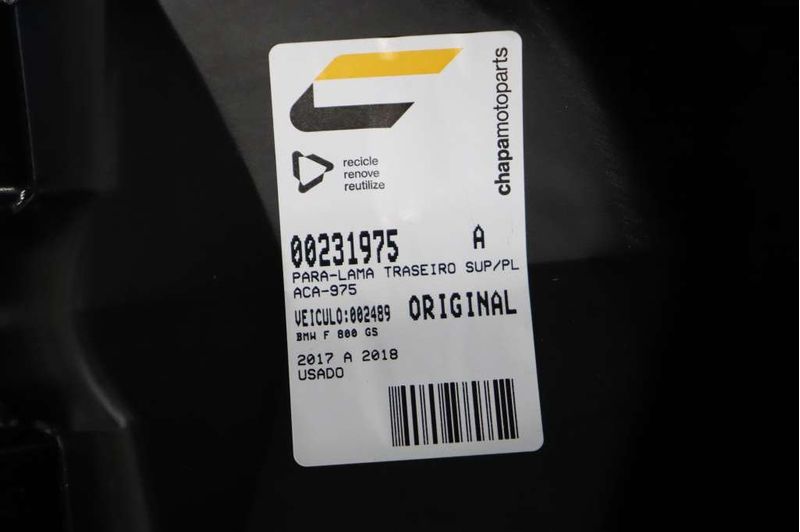 chapamotoparts
recicle
renove
reutilize
00231975 A
PARA-LAMA TRASEIRO SUP/PL
ACA-975
VEICULO:002489 ORIGINAL
BMW F 800 GS
2017 A 2018
USADO